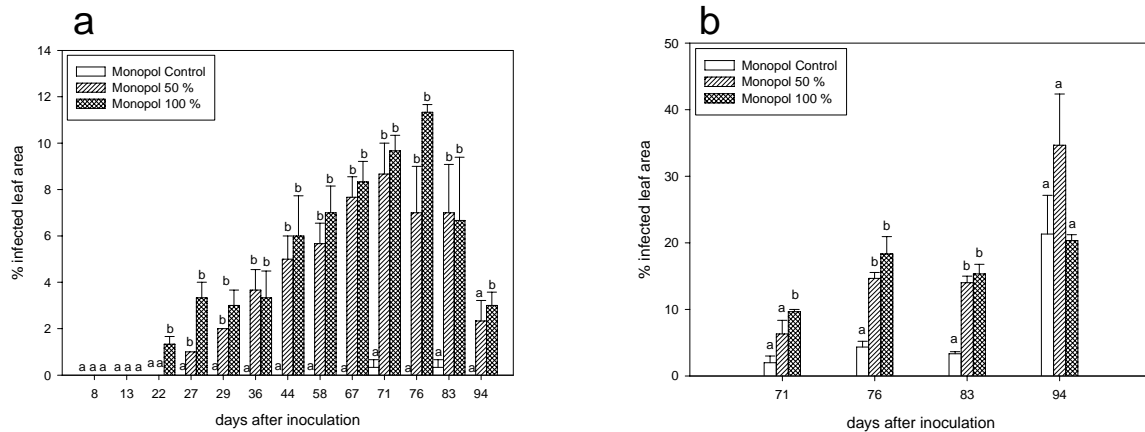 a
% infected leaf area
14
12
10
8
6
4
2
0
Monopol Control
Monopol 50 %
Monopol 100 %
a a a
a a a
a a b
a b b
a b b
a b b
a b b
a b b
a b b
a b b
a b b
a b b
a a b
8 13 22 27 29 36 44 58 67 71 76 83 94
days after inoculation
b
% infected leaf area
50
40
30
20
10
0
Monopol Control
Monopol 50 %
Monopol 100 %
a a b
a b b
a b b
a a a
71 76 83 94
days after inoculation